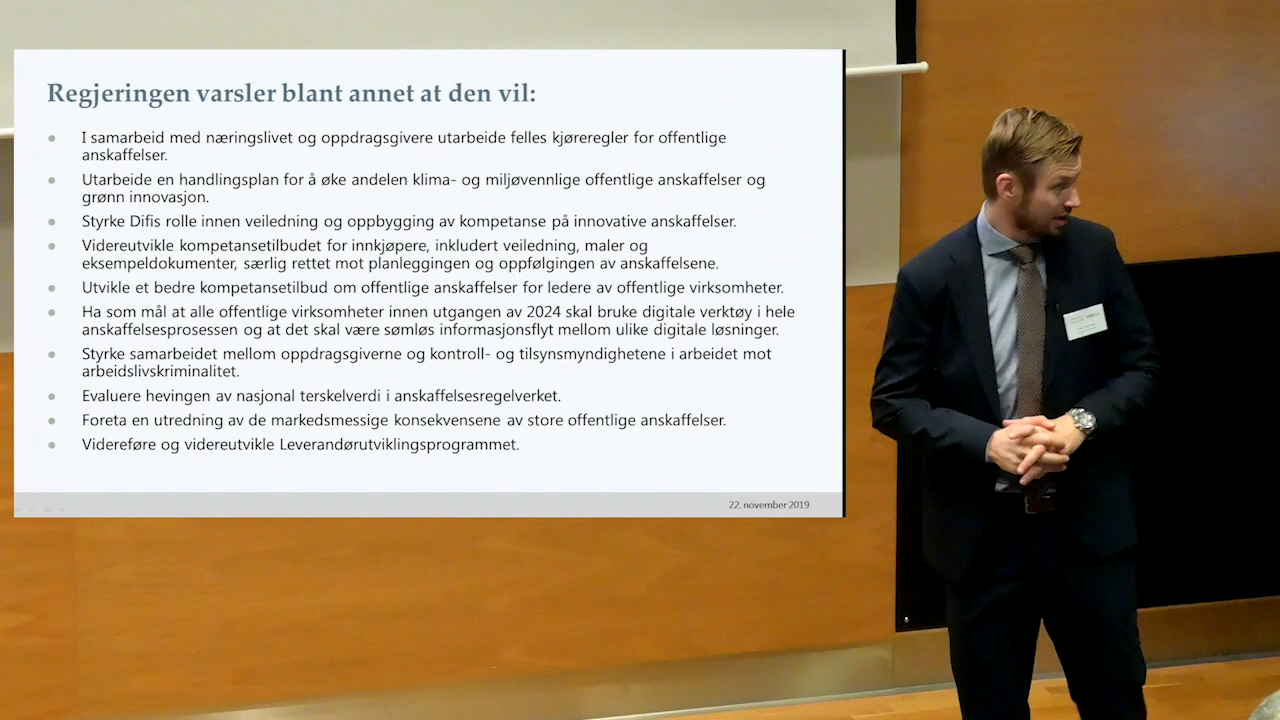 Regjeringen varsler blant annet at den vil:
I samarbeid med næringslivet og oppdragsgivere utarbeide felles kjøreregler for offentlige
anskaffelser.
Utarbeide en handlingsplan for å øke andelen klima- og miljøvennlige offentlige anskaffelser og
grønn innovasjon.
Styrke Difis rolle innen veiledning og oppbygging av kompetanse på innovative anskaffelser.
Videreutvikle kompetansetilbudet for innkjøpere, inkludert veiledning, maler og
eksempeldokumenter, særlig rettet mot planleggingen og oppfølgingen av anskaffelsene.
Utvikle et bedre kompetansetilbud om offentlige anskaffelser for ledere av offentlige virksomheter.
Ha som mål at alle offentlige virksomheter innen utgangen av 2024 skal bruke digitale verktøy i hele
anskaffelsesprosessen og at det skal være sømløs informasjonsflyt mellom ulike digitale løsninger.
Styrke samarbeidet mellom oppdragsgiverne og kontroll- og tilsynsmyndighetene i arbeidet mot
arbeidslivskriminalitet.
Evaluere hevingen av nasjonal terskelverdi i anskaffelsesregelverket.
Foreta en utredning av de markedsmessige konsekvensene av store offentlige anskaffelser.
Videreføre og videreutvikle Leverandørutviklingsprogrammet.
22. november 2019